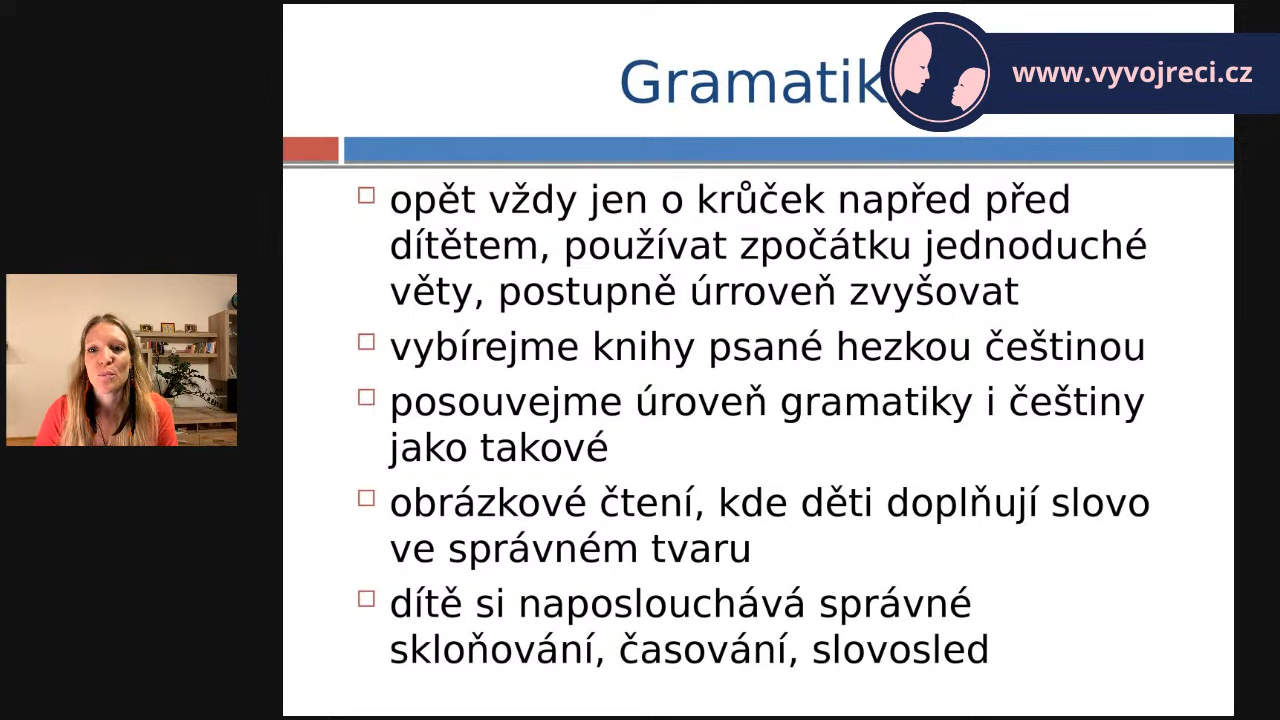 Gramatik
www.vyvojreci.cz
opět vždy jen o krůček napřed před
dítětem, používat zpočátku jednoduché
věty, postupně úrroveň zvyšovat
vybírejme knihy psané hezkou češtinou
posouvejme úroveň gramatiky i češtiny
jako takové
obrázkové čtení, kde děti doplňují slovo
ve správném tvaru
dítě si naposlouchává správné
skloňování, časování, slovosled